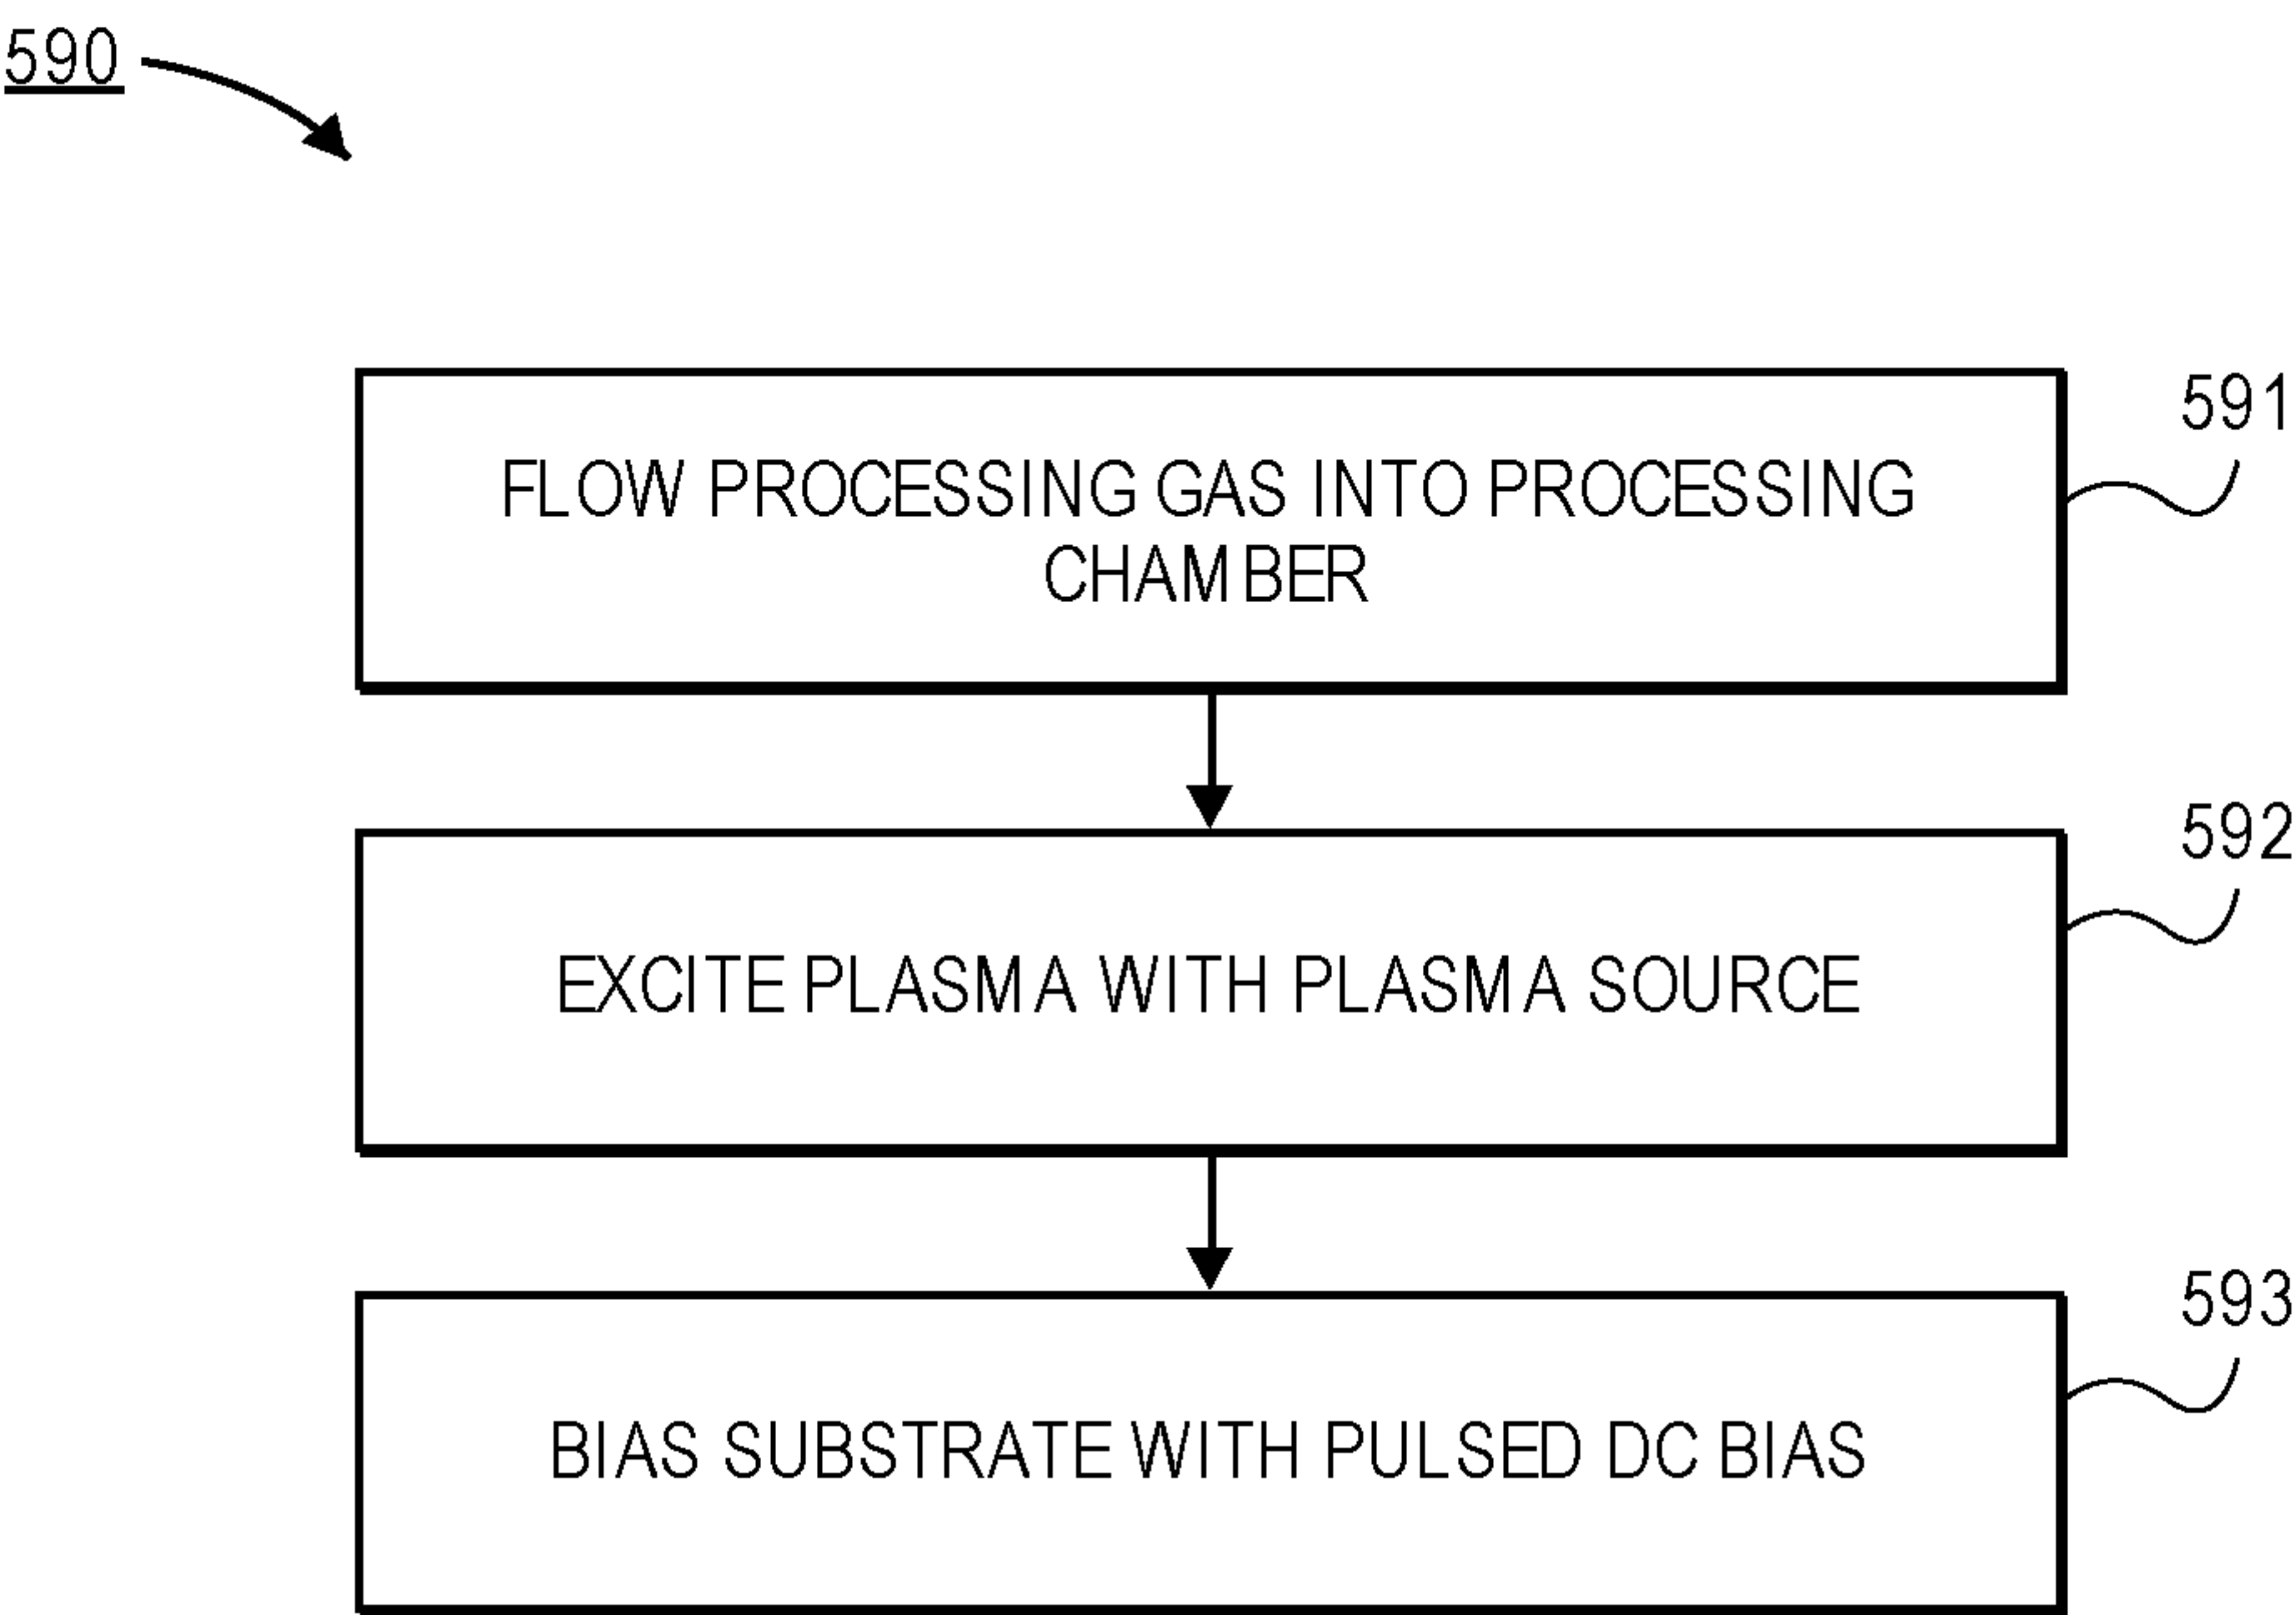 590
591
FLOW PROCESSING GAS INTO PROCESSING
CHAMBER
592
EXCITE PLASMA WITH PLASMA SOURCE
593
BIAS SUBSTRATE WITH PULSED DC BIAS